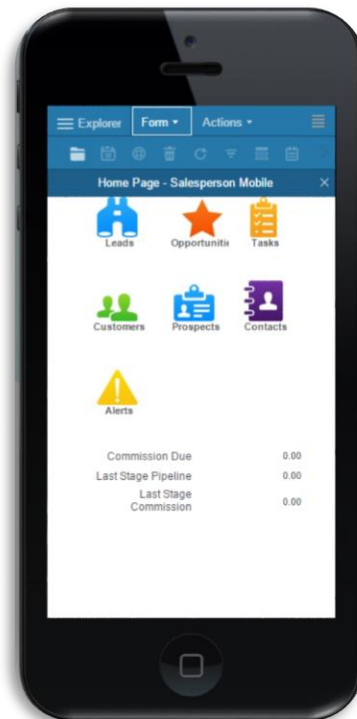 Explorer Form Actions
Home Page - Salesperson Mobile
Leads Opportunitie Tasks
Customers Prospects Contacts
Alerts
Commission Due 0.00
Last Stage Pipeline 0.00
Last Stage
Commission 0.00